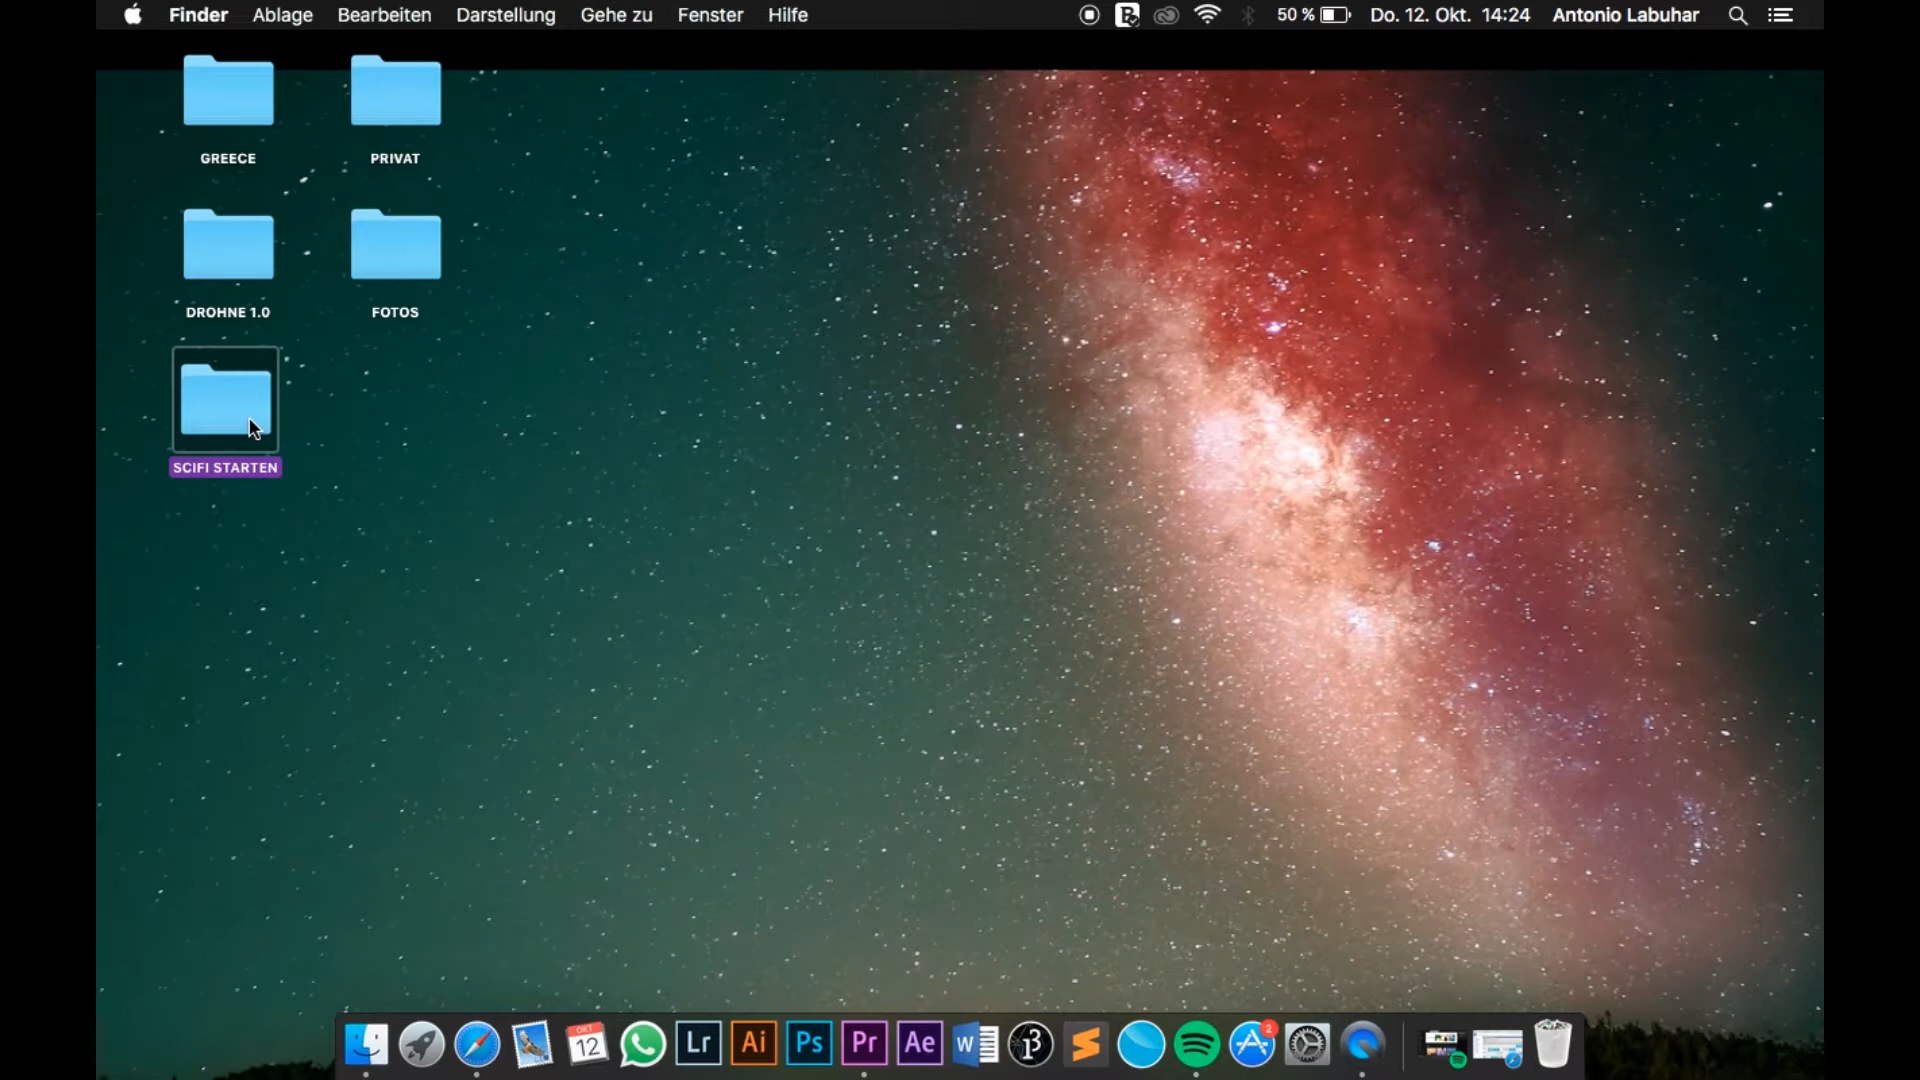 Finder Ablage Bearbeiten Darstellung Gehe zu Fenster Hilfe 50 % Do. 12. Okt. 14:24 Antonio Labuhar
GREECE PRIVAT
DROHNE 1.0 FOTOS
SCIFI STARTEN
OKT
12
Lr Ai Ps Pr Ae W 2